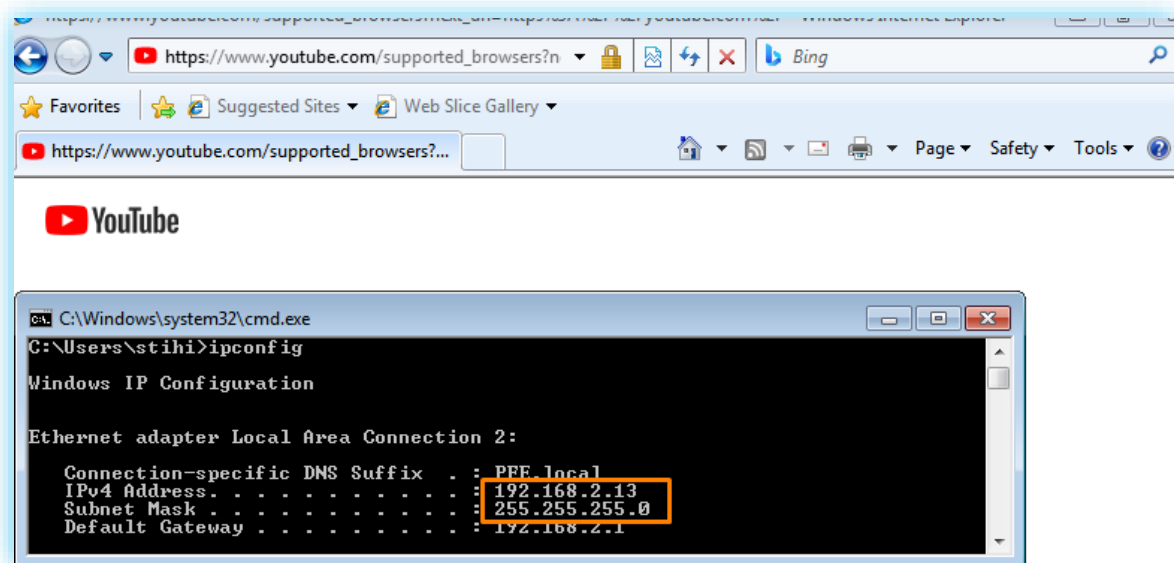 https://www.youtube.com/supported_browsers?n
Bing
Favorites
Suggested Sites
Web Slice Gallery
https://www.youtube.com/supported_browsers?...
Page
Safety
Tools
YouTube
C:\Windows\system32\cmd.exe
C:\Users\stihi>ipconfig
Windows IP Configuration
Ethernet adapter Local Area Connection 2:
Connection-specific DNS Suffix . : PFE.local
IPv4 Address. . . . . . . . . . . : 192.168.2.13
Subnet Mask . . . . . . . . . . . : 255.255.255.0
Default Gateway . . . . . . . . . : 192.168.2.1